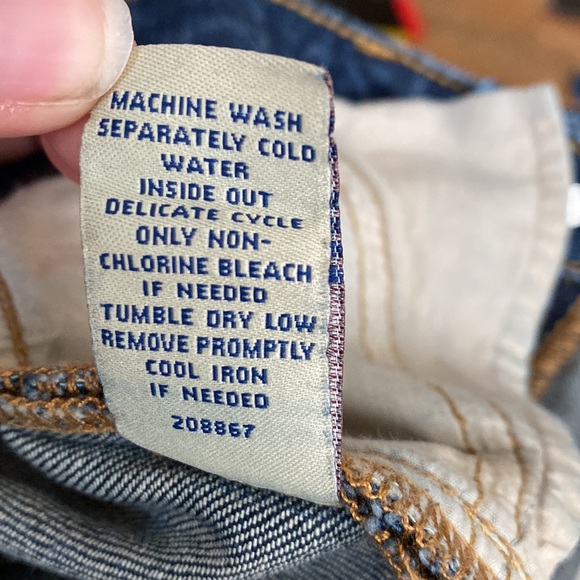 MACHINE WASH
SEPARATELY COLD
WATER
INSIDE OUT
DELICATE CYCLE
ONLY NON-
CHLORINE BLEACH
IF NEEDED
TUMBLE DRY LOW
REMOVE PROMPTLY
COOL IRON
IF NEEDED
208867